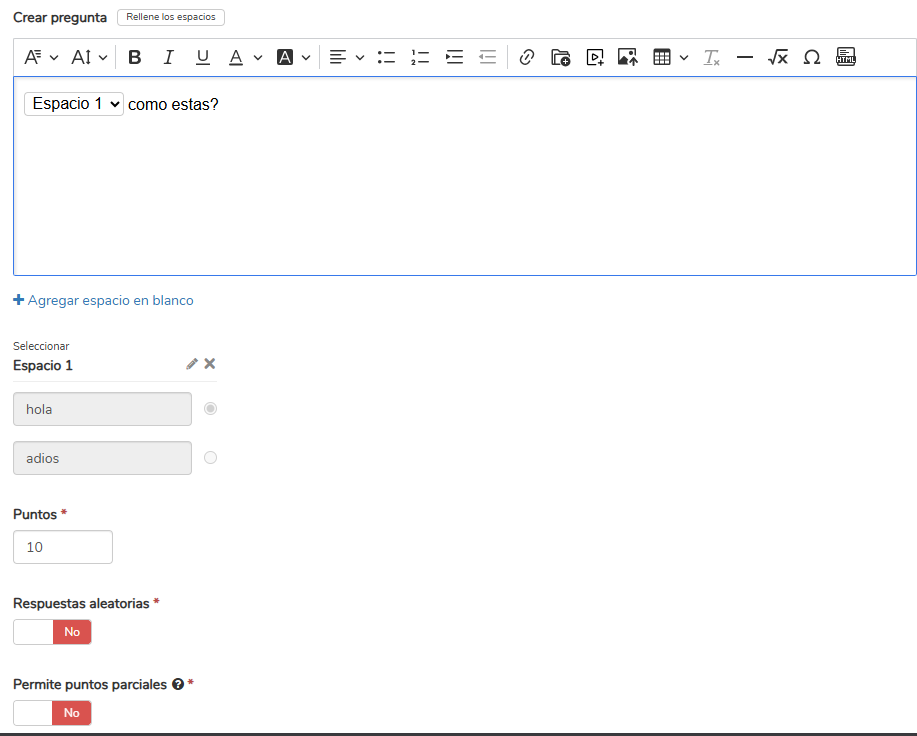 Crear pregunta Rellene los espacios
Espacio 1 como estas?
Agregar espacio en blanco
Seleccionar
Espacio 1
hola
adios
Puntos *
10
Respuestas aleatorias *
No
Permite puntos parciales ? *
No